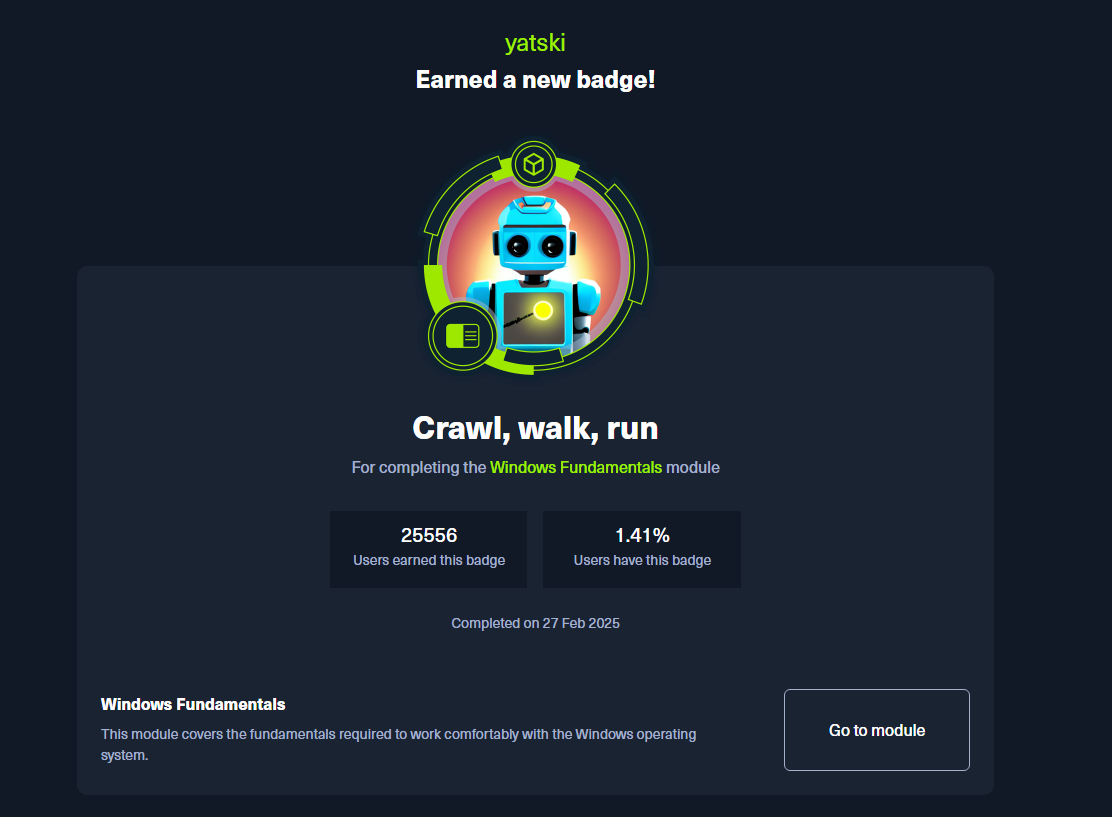 yatski
Earned a new badge!
Crawl, walk, run
For completing the Windows Fundamentals module
25556
Users earned this badge
1.41%
Users have this badge
Completed on 27 Feb 2025
Windows Fundamentals
This module covers the fundamentals required to work comfortably with the Windows operating
system.
Go to module